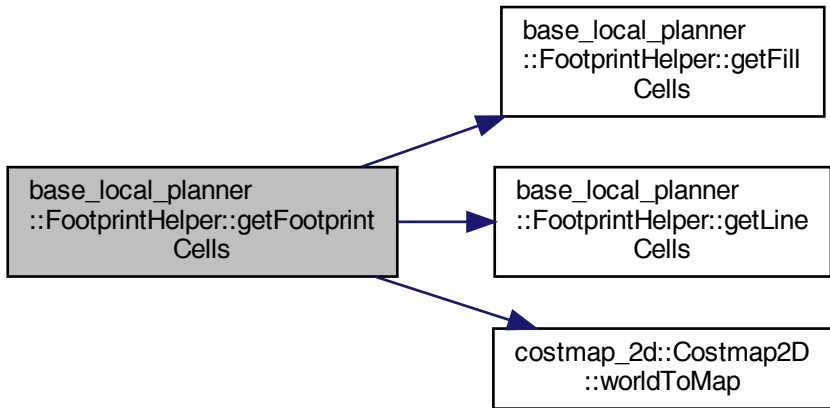 base_local_planner
::FootprintHelper::getFill
Cells
base_local_planner
::FootprintHelper::getFootprint
Cells
base_local_planner
::FootprintHelper::getLine
Cells
costmap_2d::Costmap2D
::worldToMap